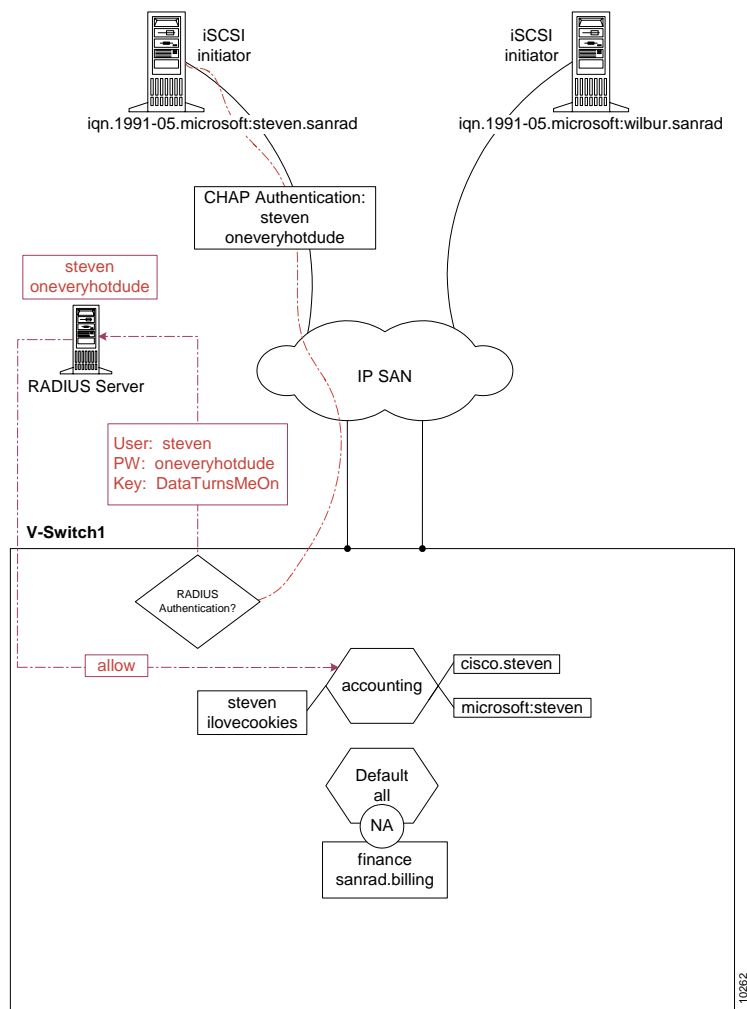 iSCSI
initiator
iSCSI
initiator
iqn.1991-05.microsoft:steven.sanrad
iqn.1991-05.microsoft:wilbur.sanrad
CHAP Authentication:
steven
oneveryhotdude
steven
oneveryhotdude
RADIUS Server
IP SAN
User: steven
PW: oneveryhotdude
Key: DataTurnsMeOn
V-Switch1
RADIUS
Authentication?
allow
accounting
cisco.steven
microsoft:steven
steven
ilovecookies
Default
all
NA
finance
sanrad.billing
10262